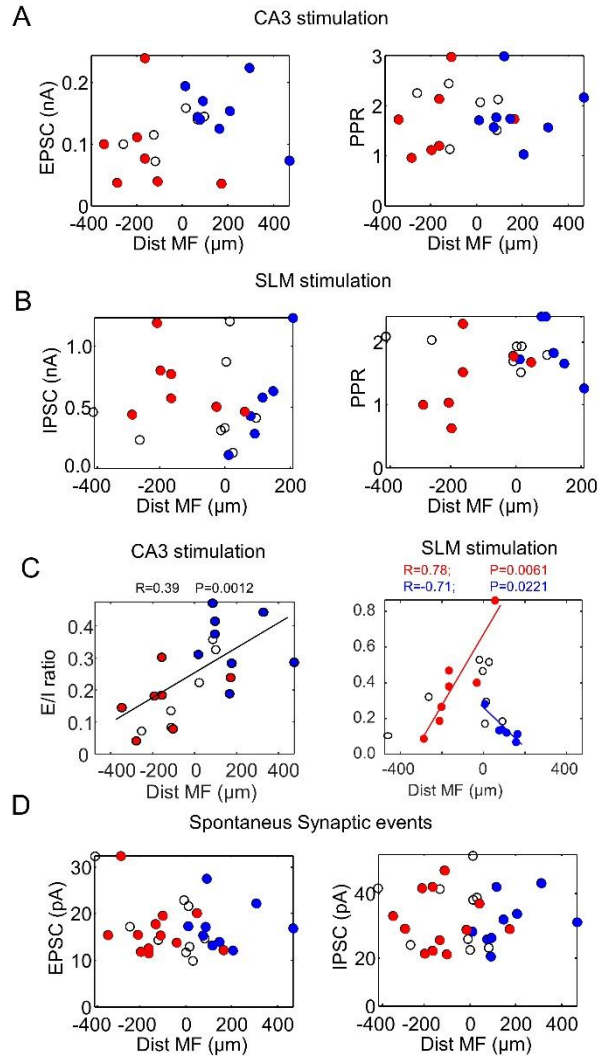 A
CA3 stimulation
EPSC (nA)
0.2
0.1
0
-400 -200 0 200 400
Dist MF (µm)
PPR
3
2
1
0
-400 -200 0 200 400
Dist MF (µm)
B
SLM stimulation
IPSC (nA)
1.0
0.5
0.0
-400 -200 0 200
Dist MF (µm)
PPR
2
1
0
-400 -200 0 200
Dist MF (µm)
C
CA3 stimulation
R=0.39 P=0.0012
E/I ratio
0.4
0.3
0.2
0.1
0
-400 -200 0 200 400
Dist MF (µm)
SLM stimulation
R=0.78; P=0.0061
R=-0.71; P=0.0221
0.8
0.6
0.4
0.2
0
-400 0 400
Dist MF (µm)
D
Spontaneus Synaptic events
EPSC (pA)
30
20
10
0
-400 -200 0 200 400
Dist MF (µm)
IPSC (pA)
40
20
0
-400 -200 0 200 400
Dist MF (µm)